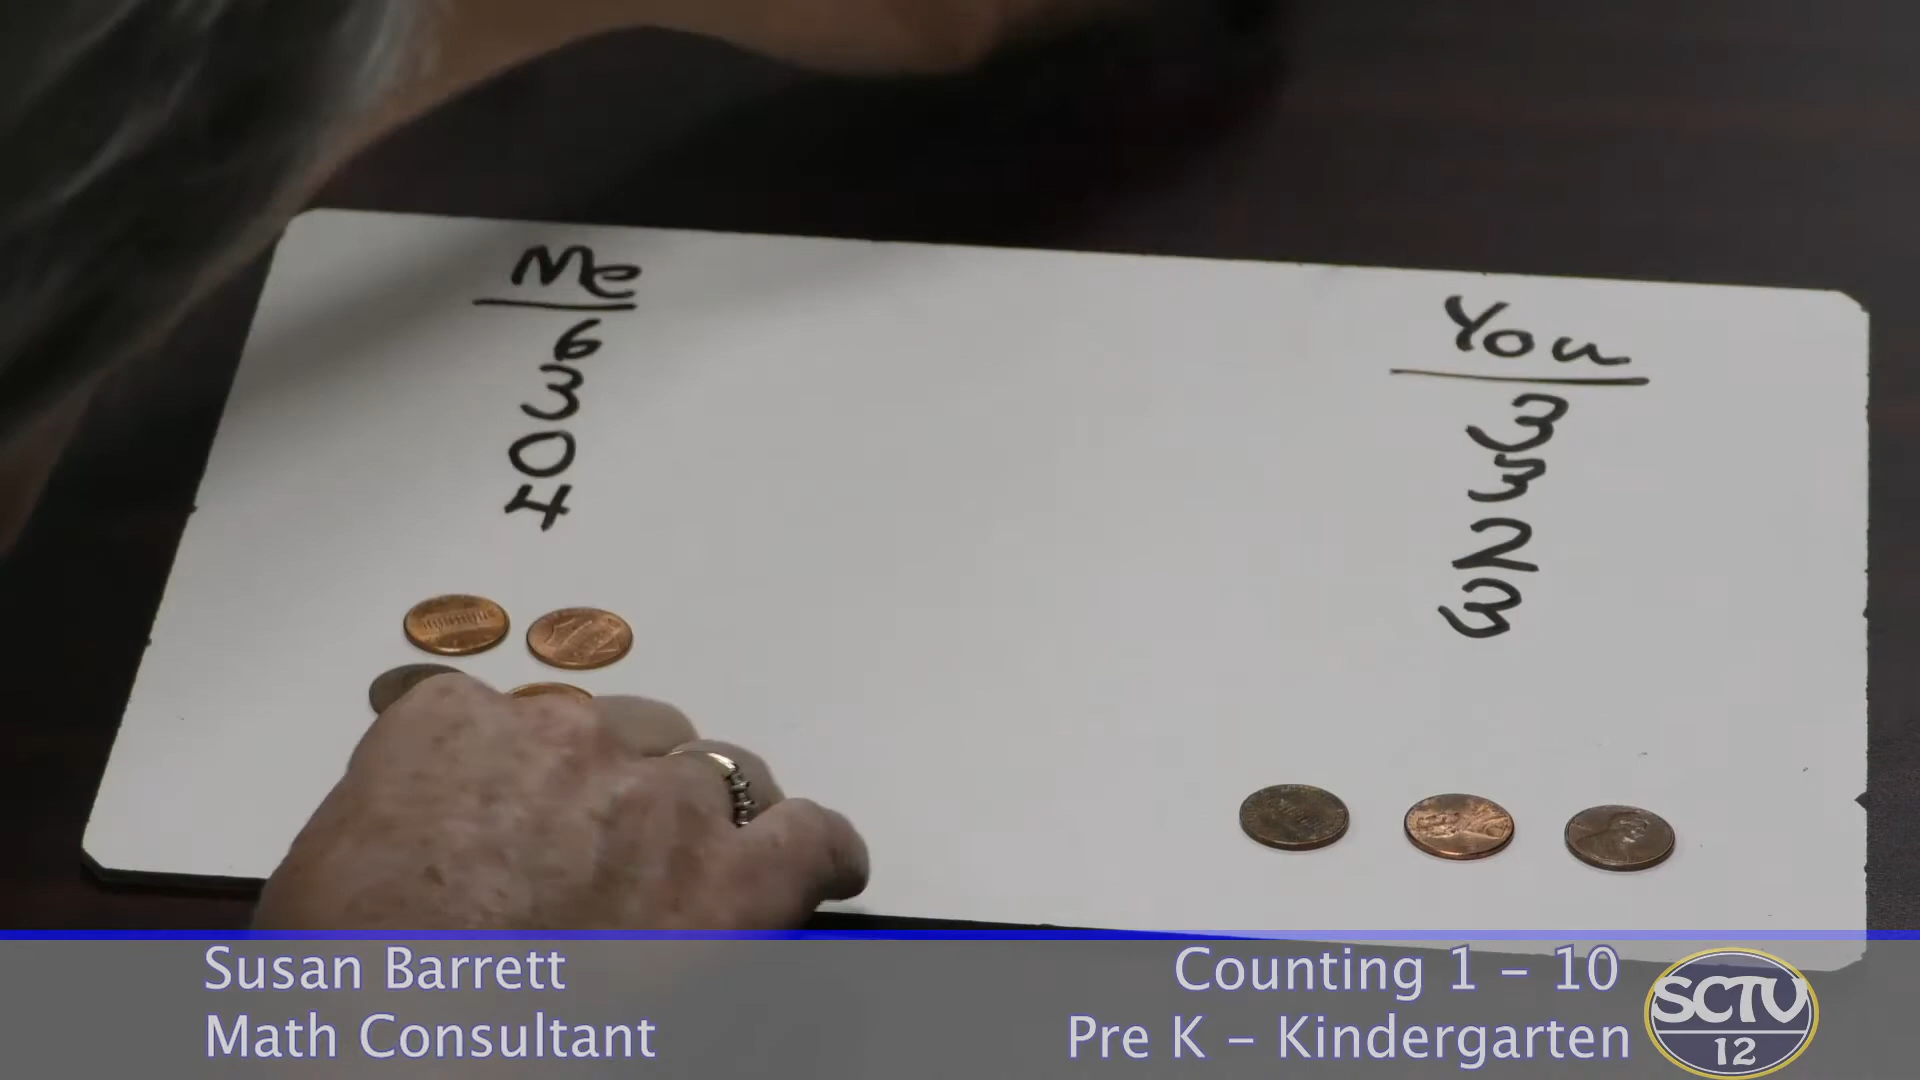 Me
6
3
0
4
You
3
3
2
3
Susan Barrett
Math Consultant
Counting 1 – 10
Pre K – Kindergarten
SCTV
12